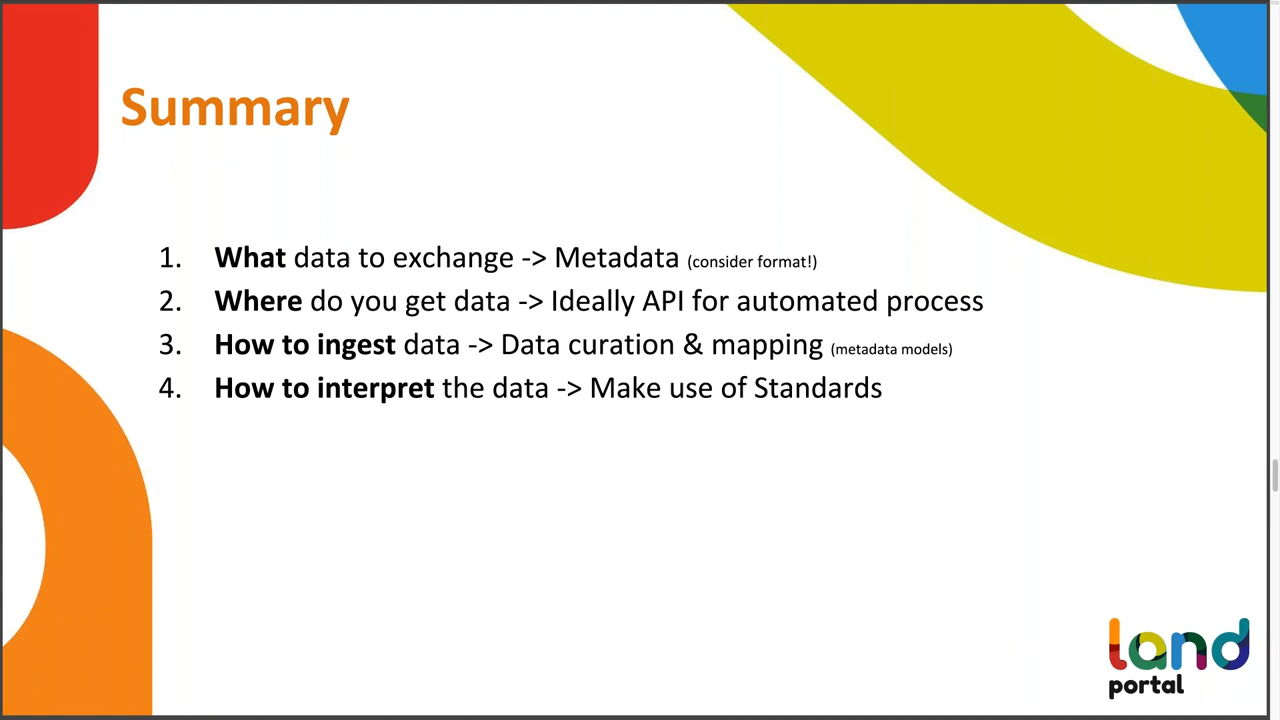 Summary
1. What data to exchange -> Metadata (consider format!)
2. Where do you get data -> Ideally API for automated process
3. How to ingest data -> Data curation & mapping (metadata models)
4. How to interpret the data -> Make use of Standards
land
portal